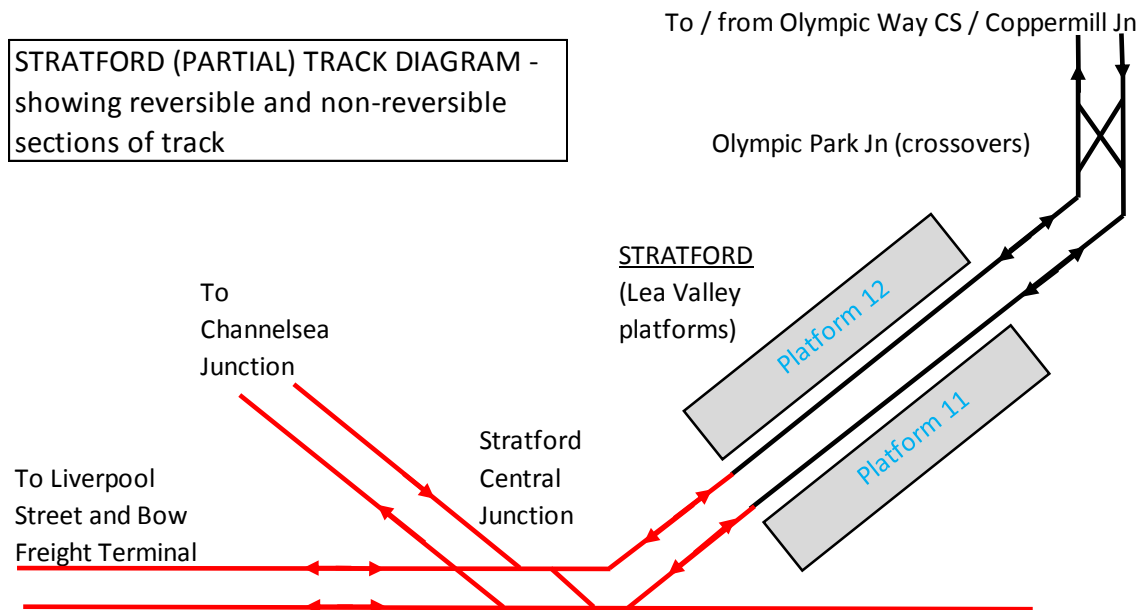 To / from Olympic Way CS / Coppermill Jn
STRATFORD (PARTIAL) TRACK DIAGRAM -
showing reversible and non-reversible
sections of track
Olympic Park Jn (crossovers)
STRATFORD
(Lea Valley
platforms)
Platform 12
Platform 11
To
Channelsea
Junction
Stratford
Central
Junction
To Liverpool
Street and Bow
Freight Terminal